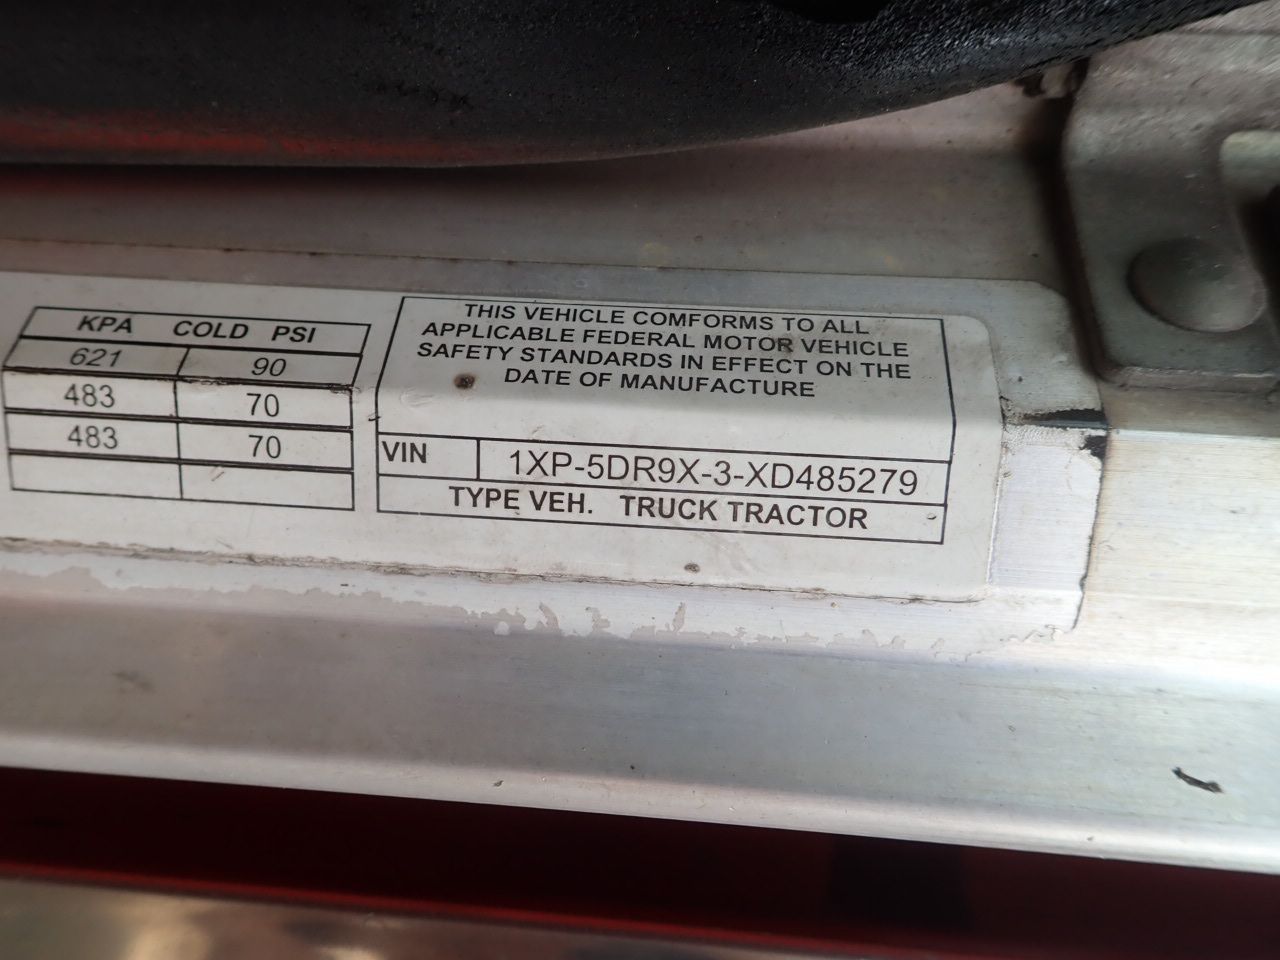 KPA COLD PSI
621 90
483 70
483 70
THIS VEHICLE COMFORMS TO ALL
APPLICABLE FEDERAL MOTOR VEHICLE
SAFETY STANDARDS IN EFFECT ON THE
DATE OF MANUFACTURE
VIN 1XP-5DR9X-3-XD485279
TYPE VEH. TRUCK TRACTOR